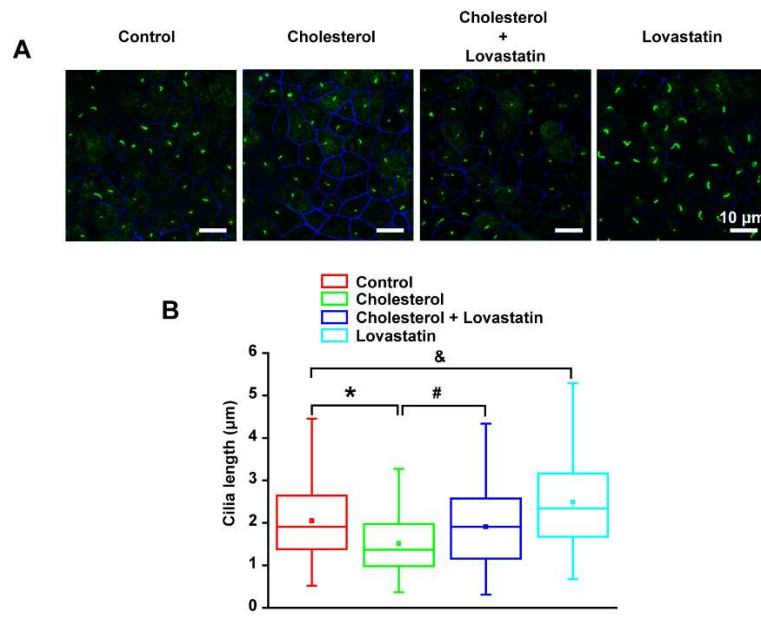 A
Control
Cholesterol
Cholesterol
+
Lovastatin
Lovastatin
10 µm
B
Control
Cholesterol
Cholesterol + Lovastatin
Lovastatin
Cilia length (µm)
6
5
4
3
2
1
0
&
*
#